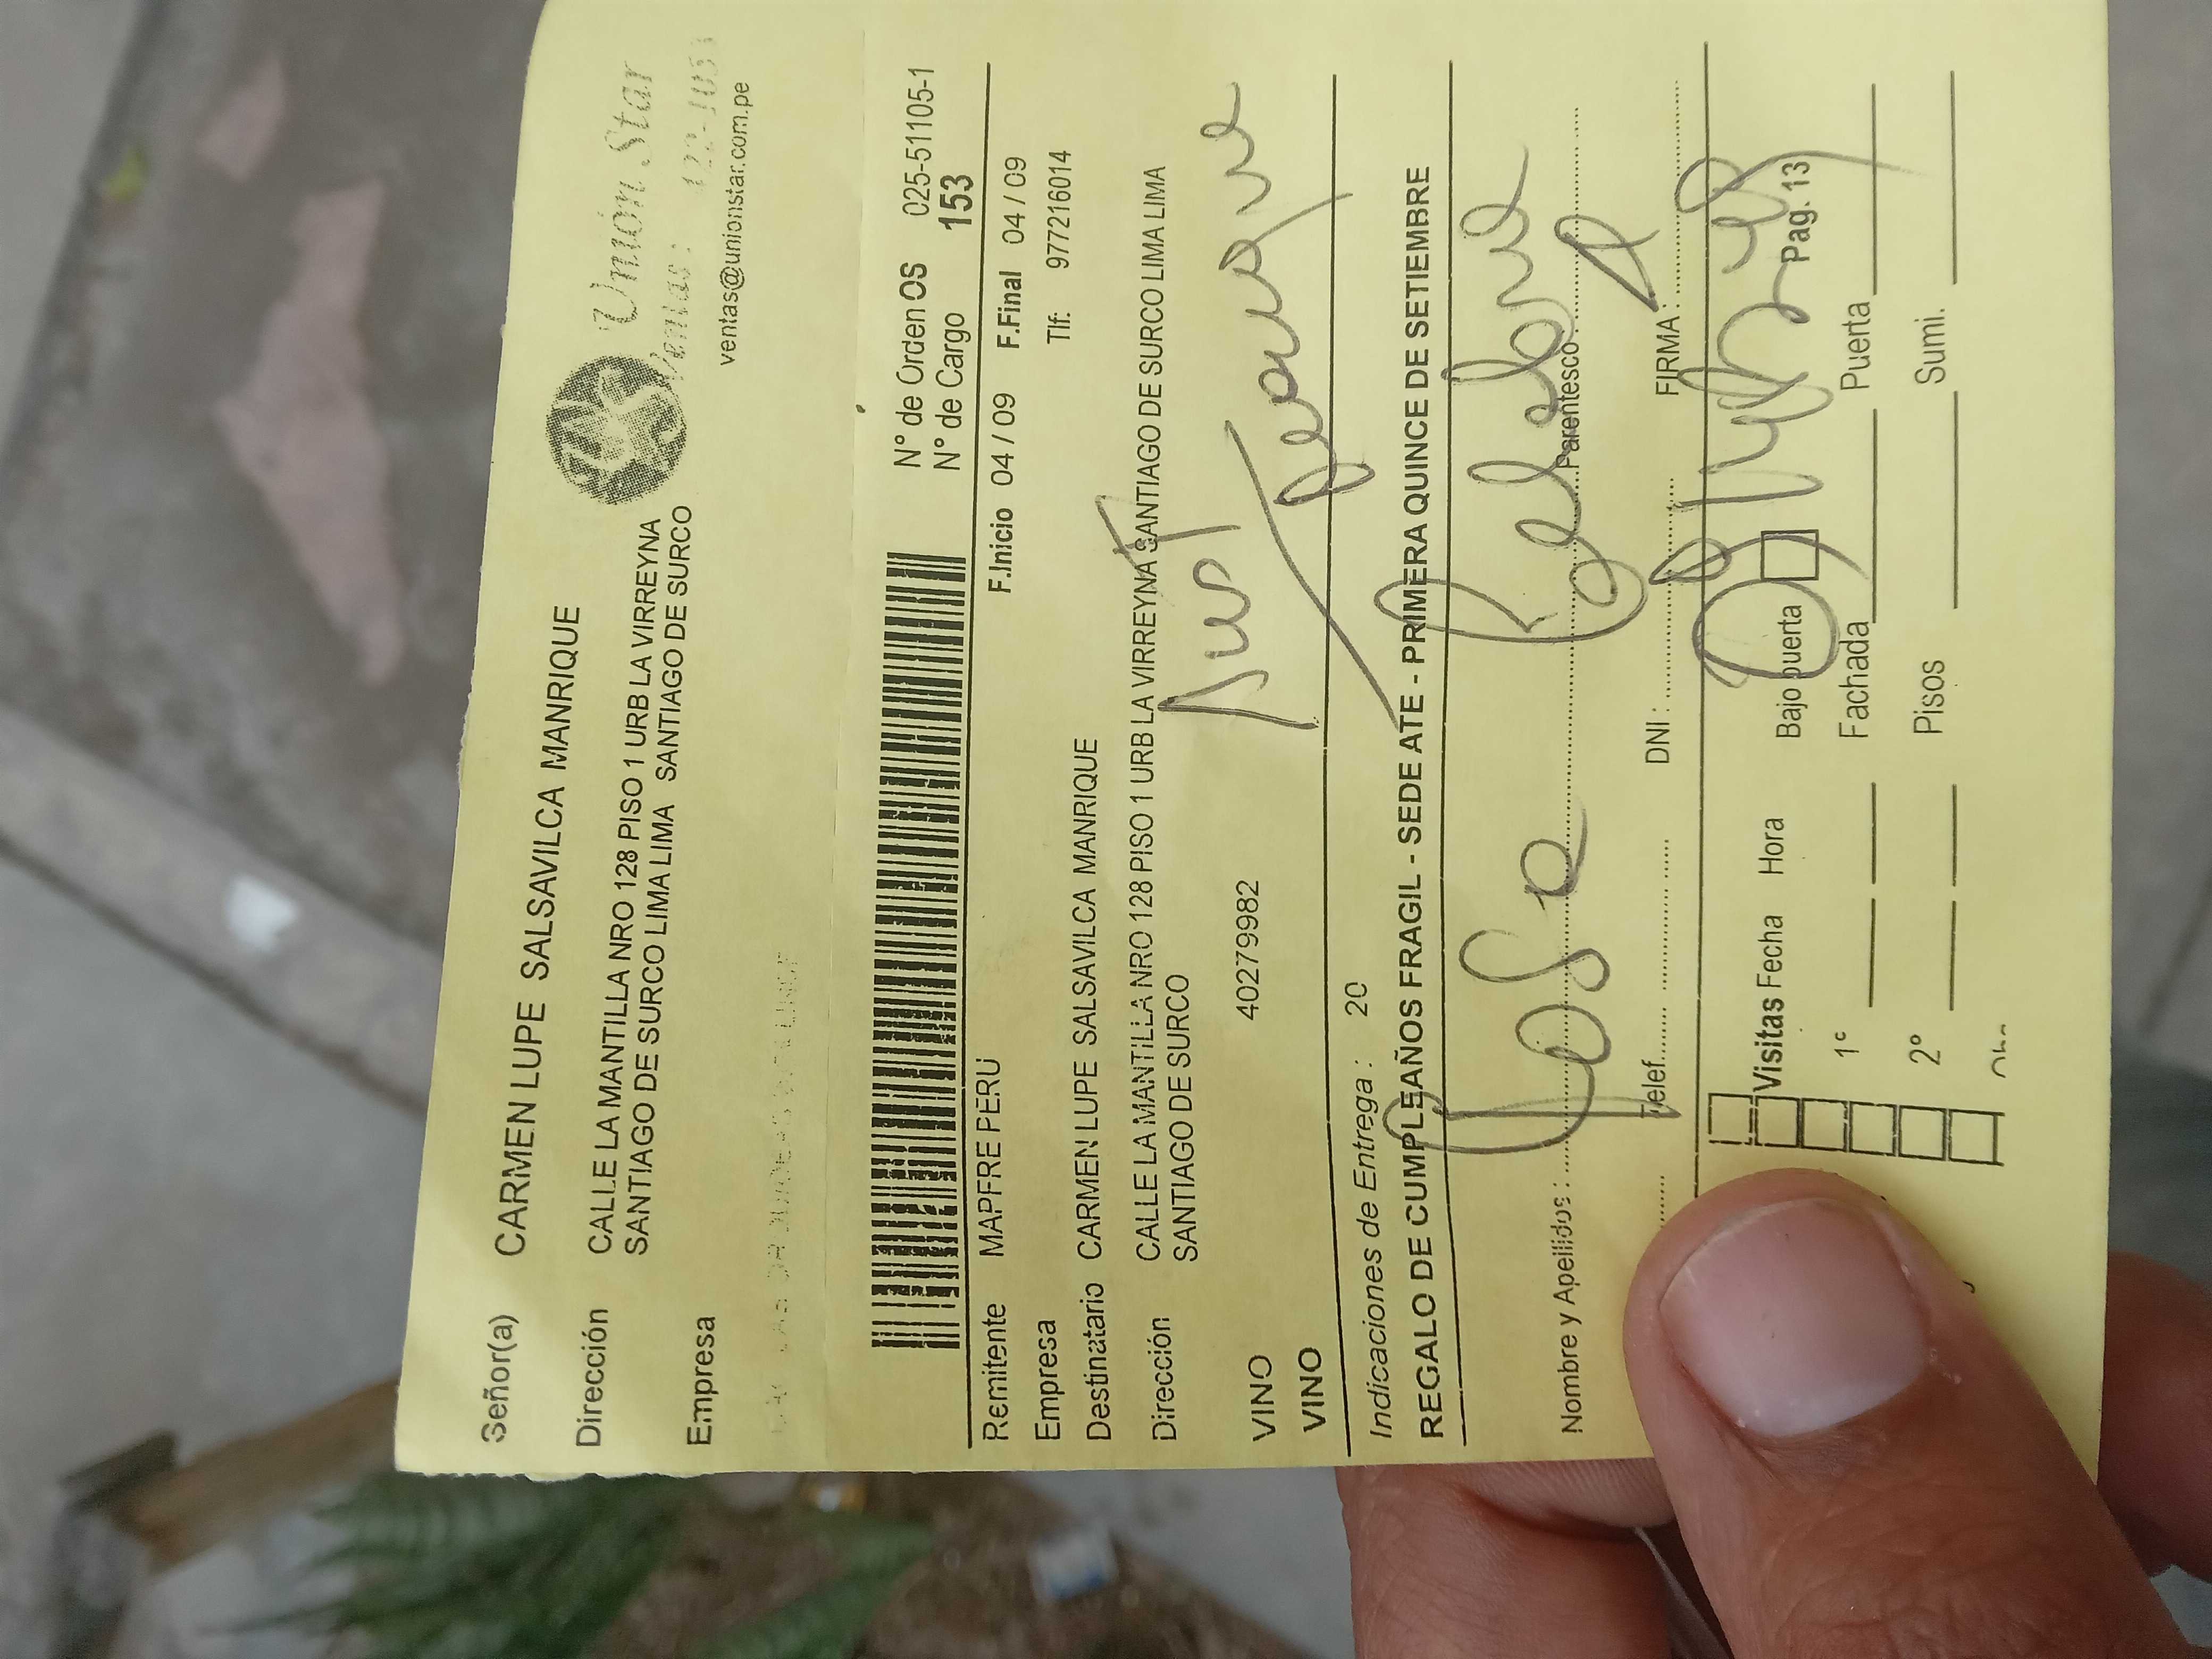 Señor(a) CARMEN LUPE SALSAVILCA MANRIQUE
Dirección CALLE LA MANTILLA NRO 128 PISO 1 URB LA VIRREYNA
SANTIAGO DE SURCO LIMA LIMA SANTIAGO DE SURCO
Empresa
Union Star
Ventas :
ventas@unionstar.com.pe
N° de Orden OS 025-51105-1
N° de Cargo 153
Remitente MAPFRE PERU F.Inicio 04 / 09 F.Final 04 / 09
Empresa Tlf: 977216014
Destinatario CARMEN LUPE SALSAVILCA MANRIQUE
Dirección CALLE LA MANTILLA NRO 128 PISO 1 URB LA VIRREYNA SANTIAGO DE SURCO LIMA LIMA
SANTIAGO DE SURCO
VINO 40279982
VINO
Indicaciones de Entrega : 20
REGALO DE CUMPLEAÑOS FRAGIL - SEDE ATE - PRIMERA QUINCE DE SETIEMBRE
Nombre y Apellidos : Parentesco
Telef. DNI : FIRMA :
Visitas Fecha Hora Bajo puerta Pag. 13
1° Fachada Puerta
2° Pisos Sumi.